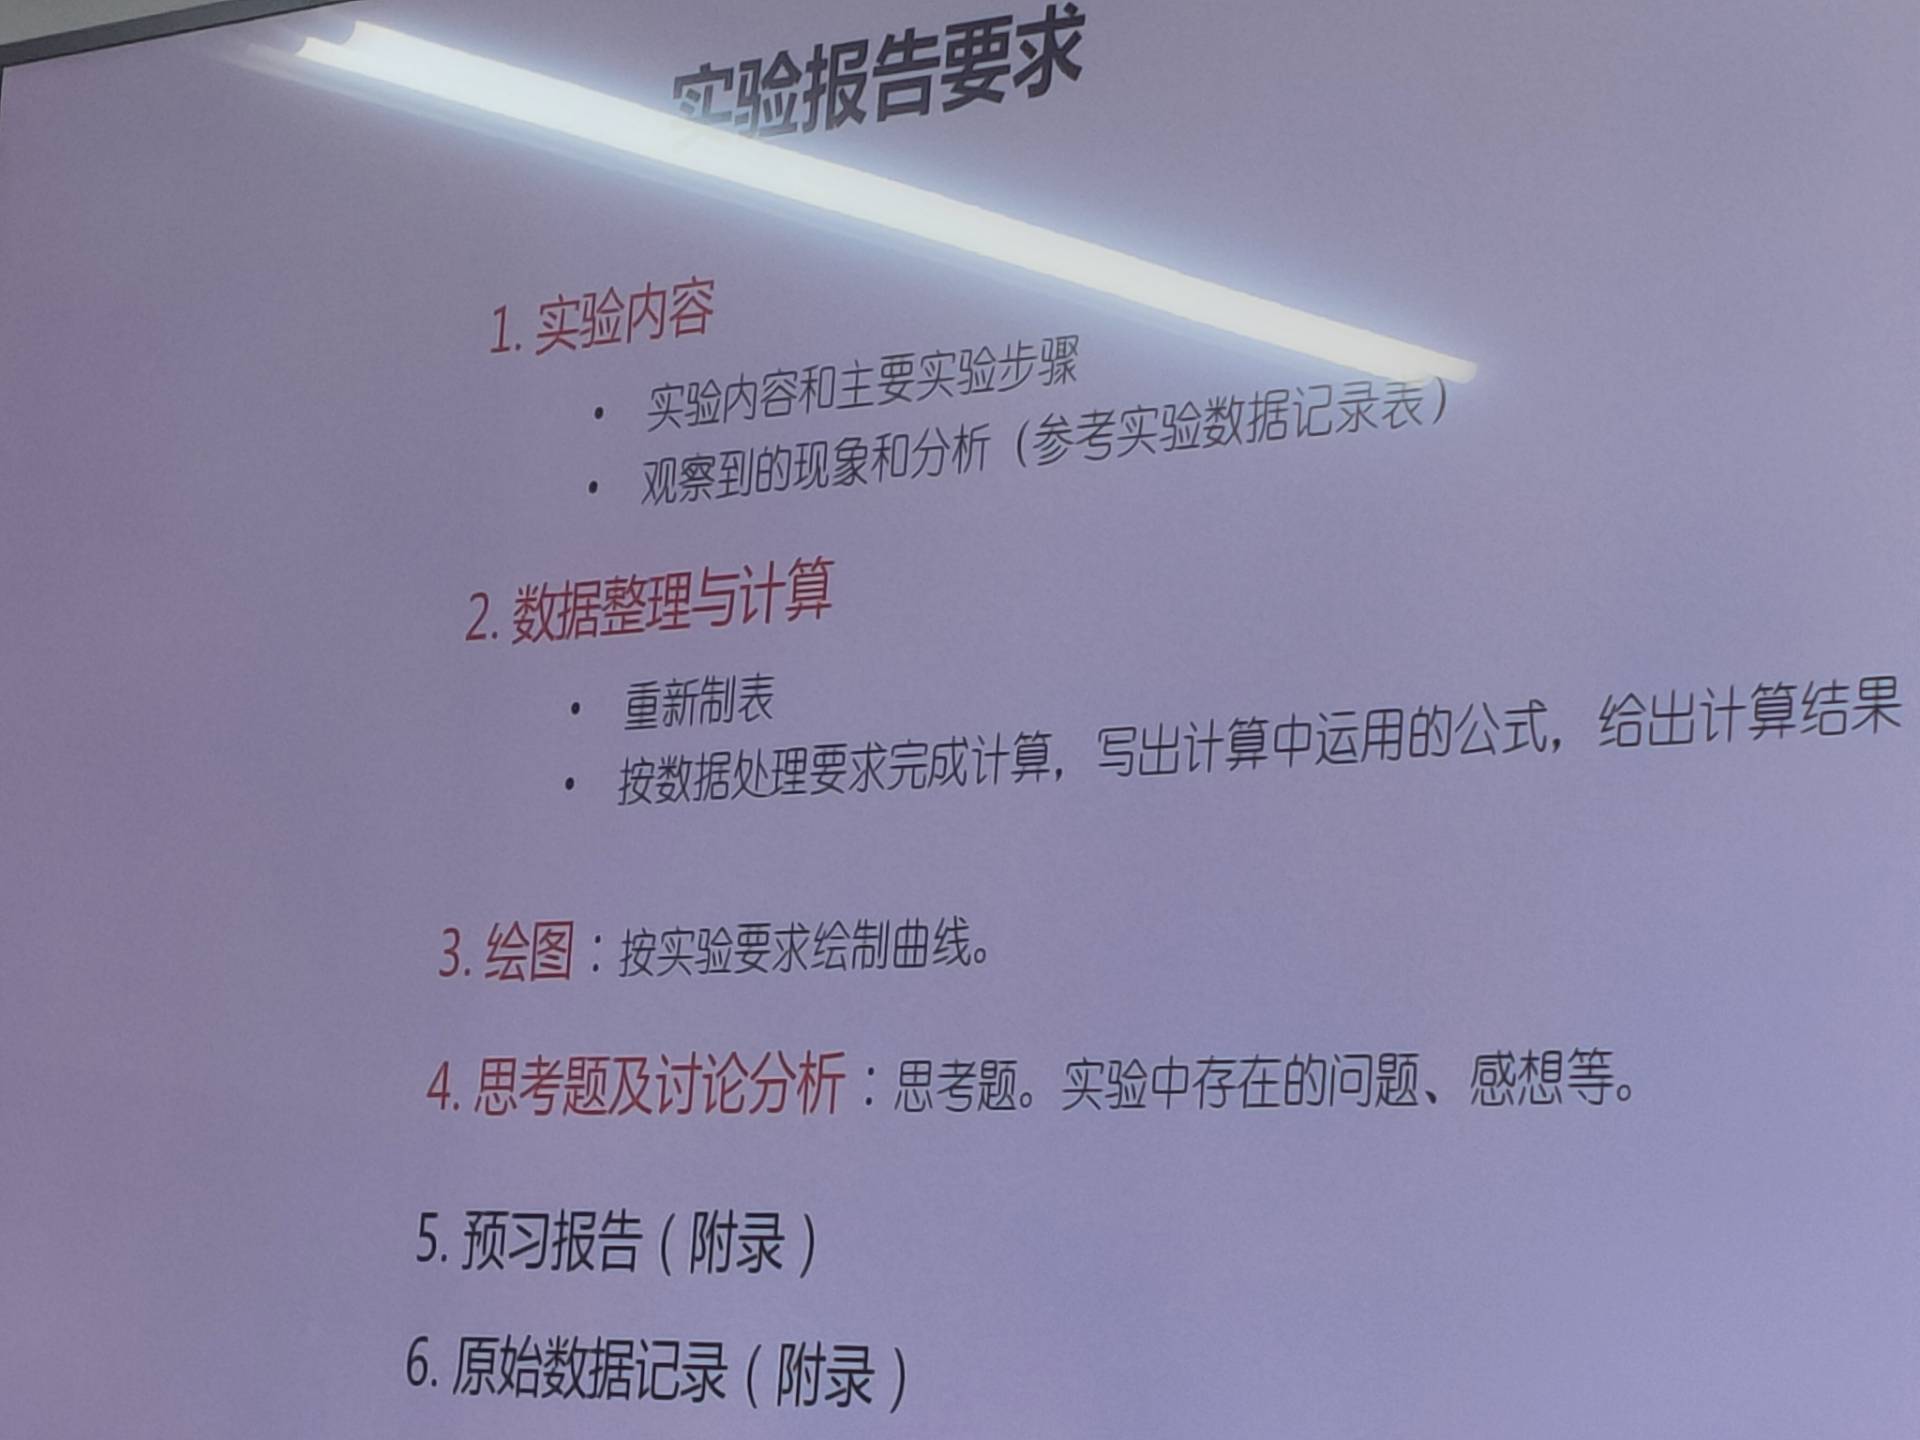 实验报告要求
1. 实验内容
• 实验内容和主要实验步骤
• 观察到的现象和分析（参考实验数据记录表）
2. 数据整理与计算
• 重新制表
• 按数据处理要求完成计算，写出计算中运用的公式，给出计算结果
3. 绘图：按实验要求绘制曲线。
4. 思考题及讨论分析：思考题。实验中存在的问题、感想等。
5. 预习报告（附录）
6. 原始数据记录（附录）